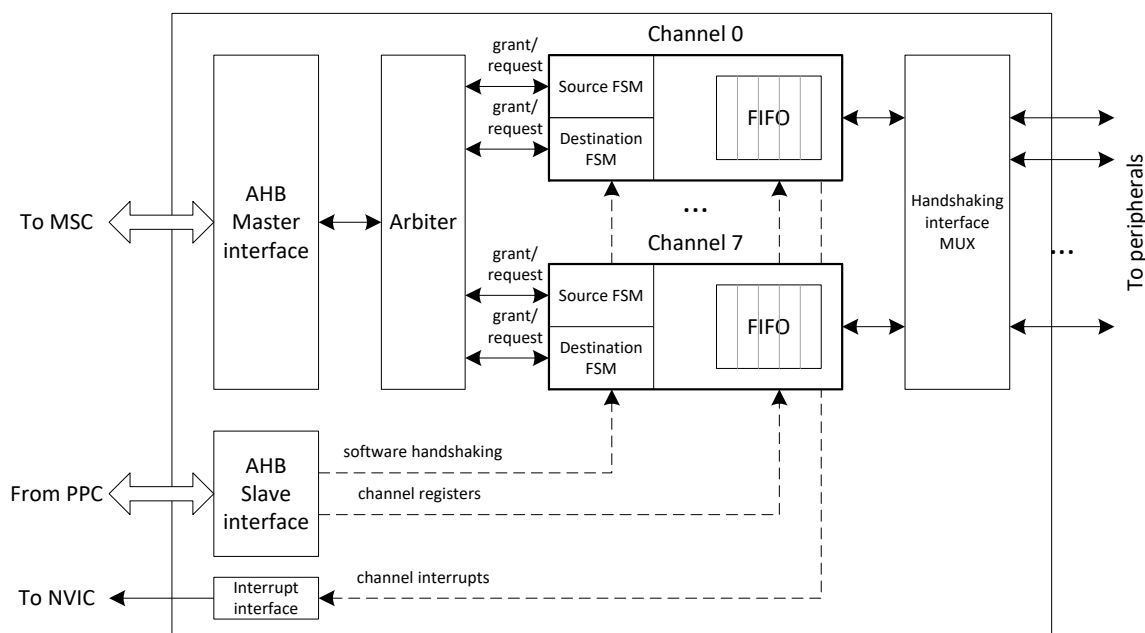 Channel 0
grant/
request
Source FSM
FIFO
grant/
request
Destination
FSM
To MSC
AHB
Master
interface
Arbiter
...
Handshaking
interface
MUX
...
To peripherals
Channel 7
grant/
request
Source FSM
FIFO
grant/
request
Destination
FSM
From PPC
AHB
Slave
interface
software handshaking
channel registers
To NVIC
Interrupt
interface
channel interrupts